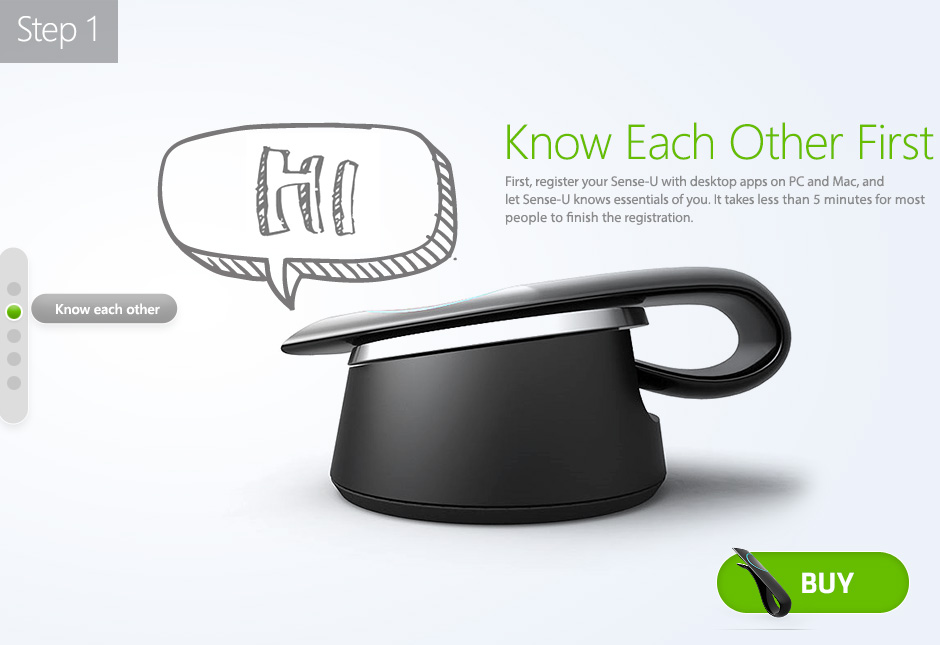 Step 1
HI
Know Each Other First
First, register your Sense-U with desktop apps on PC and Mac, and
let Sense-U knows essentials of you. It takes less than 5 minutes for most
people to finish the registration.
Know each other
BUY